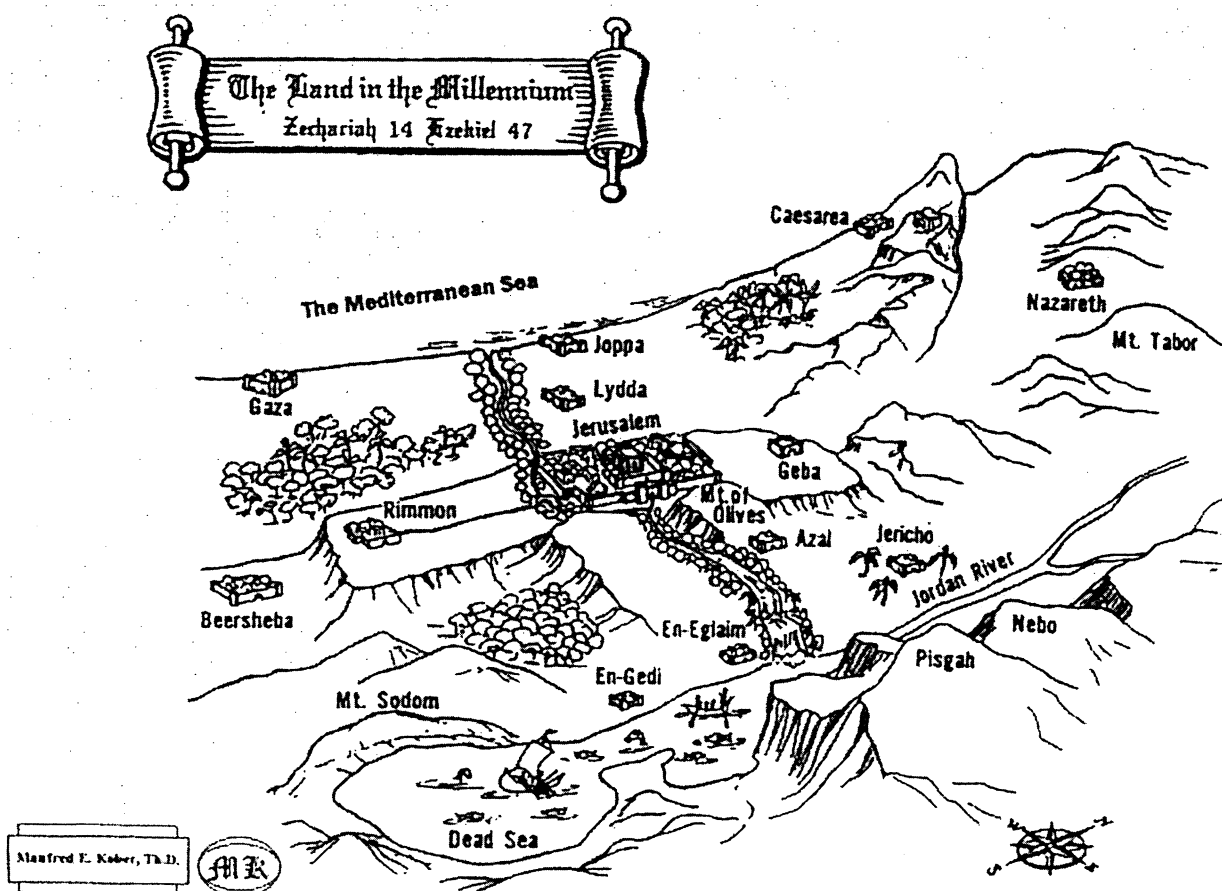 The Land in the Millennium
Zechariah 14 Ezekiel 47
Caesarea
The Mediterranean Sea
Nazareth
Mt. Tabor
Joppa
Gaza
Lydda
Jerusalem
Geba
Rimmon
Mt. of
Olives
Azal
Jericho
Jordan River
Beersheba
En-Eglaim
Nebo
Pisgah
En-Gedi
Mt. Sodom
Dead Sea
Manfred E. Kober, Th.D.
MK
S